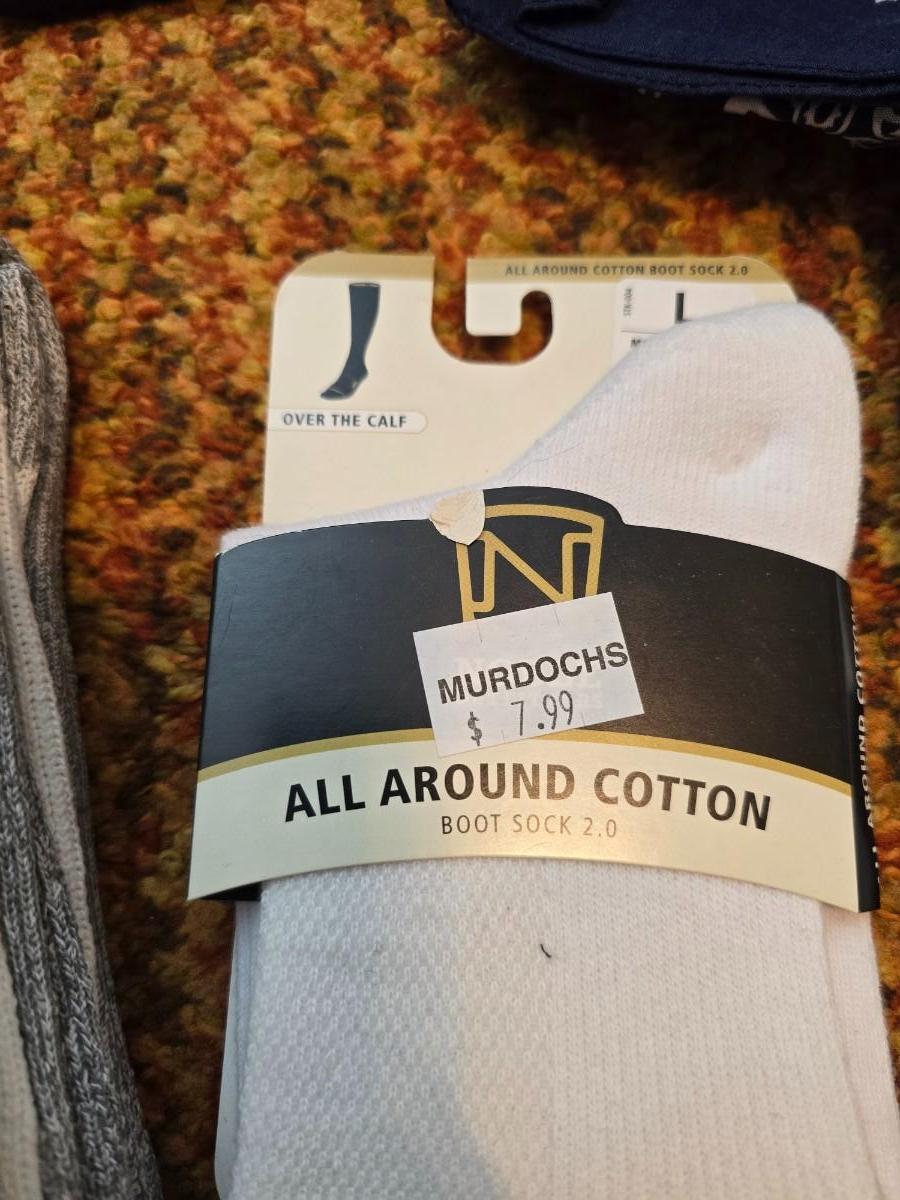 ALL AROUND COTTON BOOT SOCK 2.0
L
OVER THE CALF
N
MURDOCHS
$ 7.99
ALL AROUND COTTON
BOOT SOCK 2.0